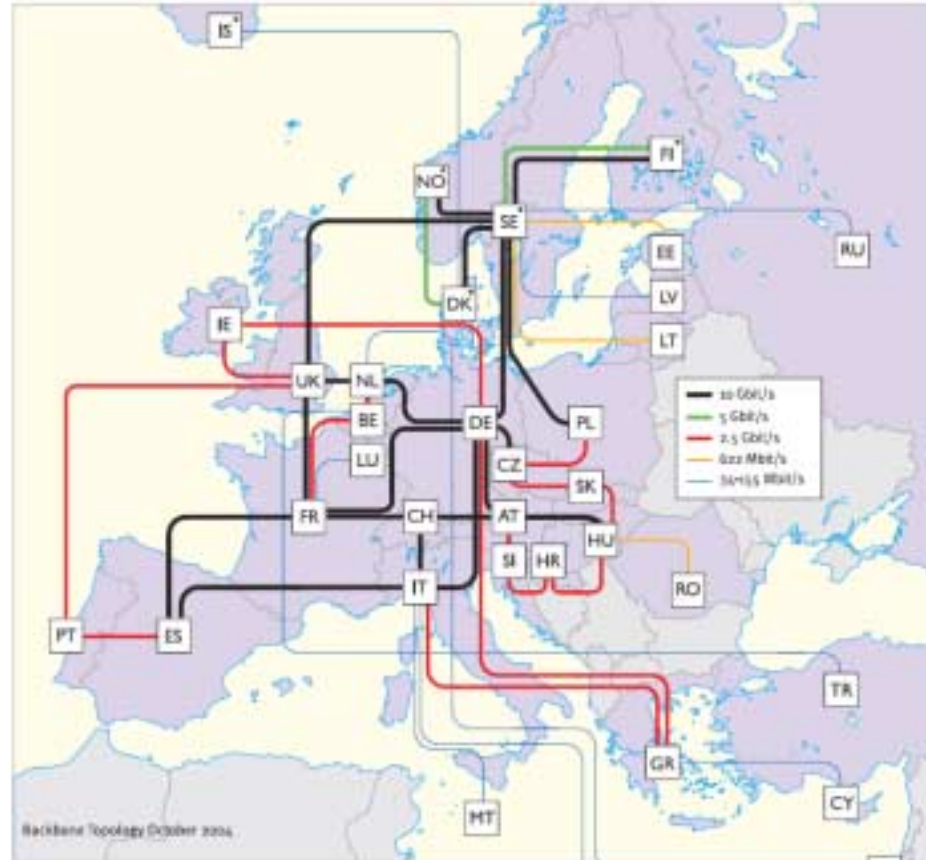 IS
FI
NO
SE
RU
EE
DK
LV
IE
LT
UK
NL
10 Gbit/s
5 Gbit/s
BE
DE
PL
2.5 Gbit/s
622 Mbit/s
LU
CZ
34-155 Mbit/s
SK
FR
CH
AT
HU
SI
HR
IT
RO
PT
ES
TR
GR
CY
MT
Backbone Topology October 2004